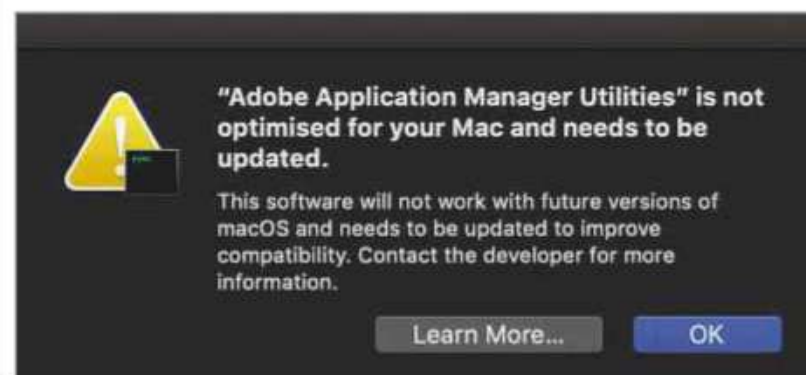 "Adobe Application Manager Utilities" is not
optimised for your Mac and needs to be
updated.
This software will not work with future versions of
macOS and needs to be updated to improve
compatibility. Contact the developer for more
information.
Learn More...
OK